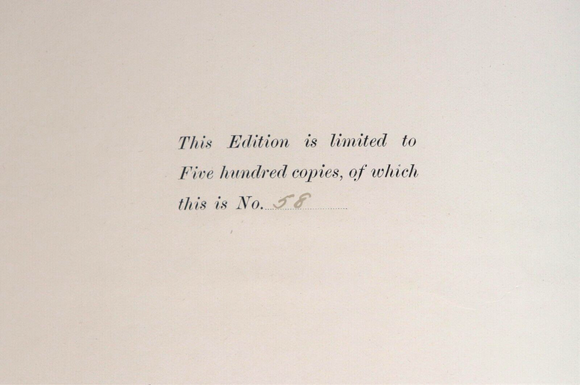 This Edition is limited to
Five hundred copies, of which
this is No. 58